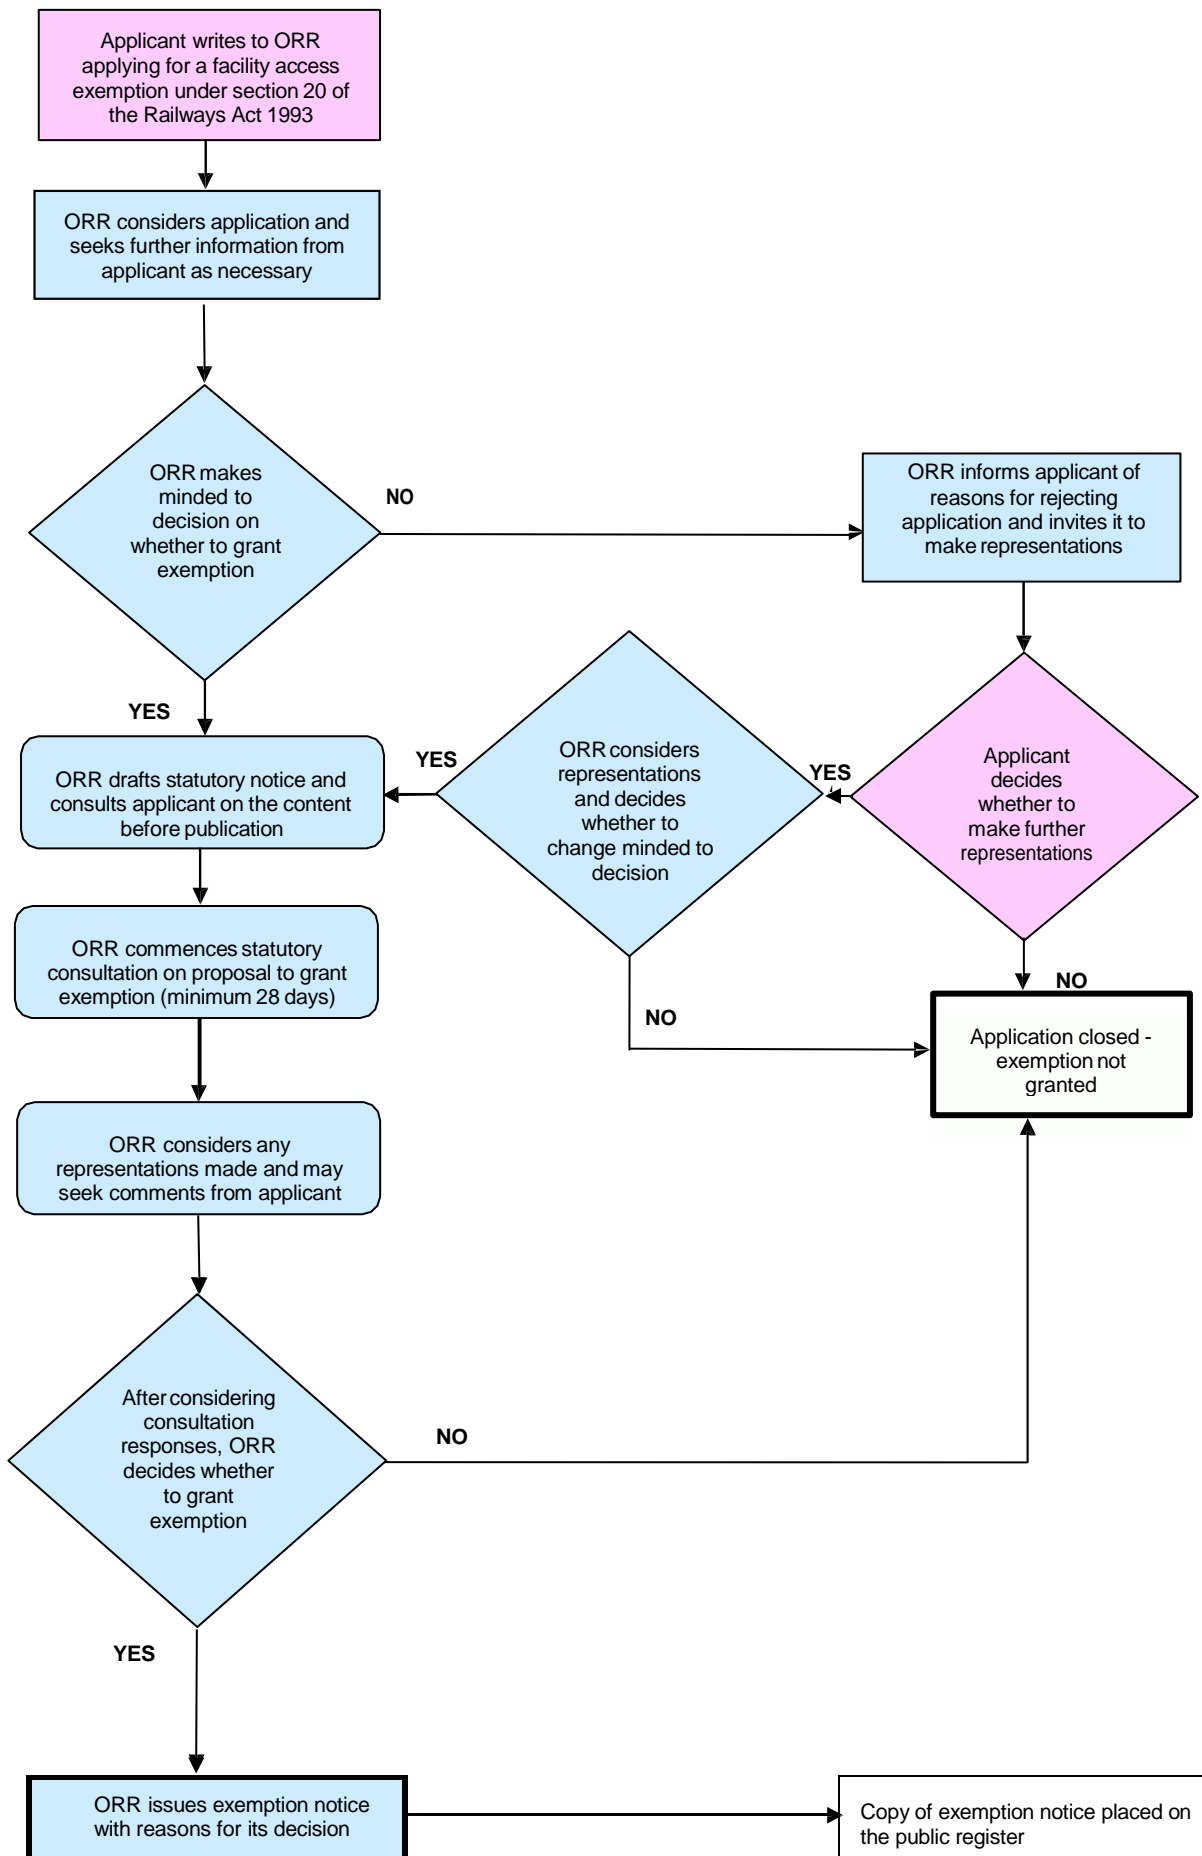 Applicant writes to ORR
applying for a facility access
exemption under section 20 of
the Railways Act 1993
ORR considers application and
seeks further information from
applicant as necessary
ORR makes
minded to
decision on
whether to grant
exemption
NO
ORR informs applicant of
reasons for rejecting
application and invites it to
make representations
YES
ORR drafts statutory notice and
consults applicant on the content
before publication
YES
ORR considers
representations
and decides
whether to
change minded to
decision
YES
Applicant
decides
whether to
make further
representations
ORR commences statutory
consultation on proposal to grant
exemption (minimum 28 days)
NO
NO
Application closed -
exemption not
granted
ORR considers any
representations made and may
seek comments from applicant
After considering
consultation
responses, ORR
decides whether
to grant
exemption
NO
YES
ORR issues exemption notice
with reasons for its decision
Copy of exemption notice placed on
the public register